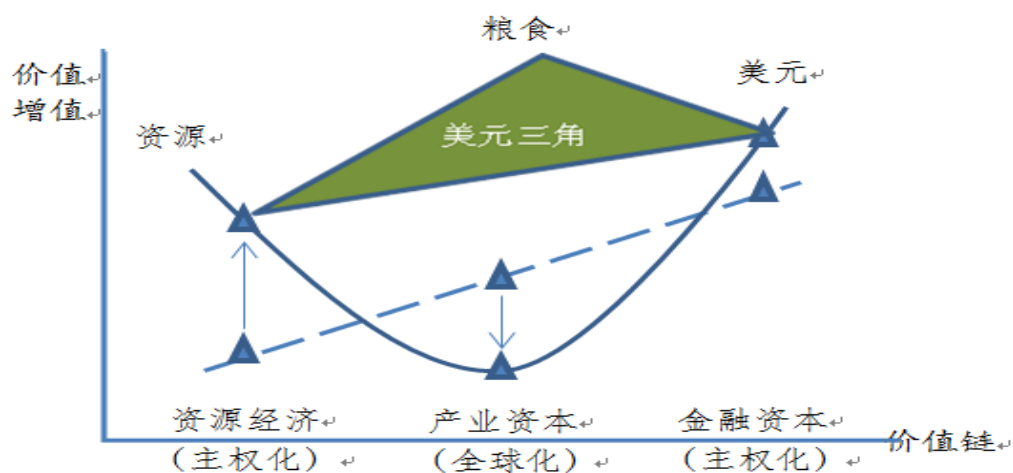 粮食
价值
增值
美元
资源
美元三角
资源经济
产业资本
金融资本
价值链
(主权化)
(全球化)
(主权化)